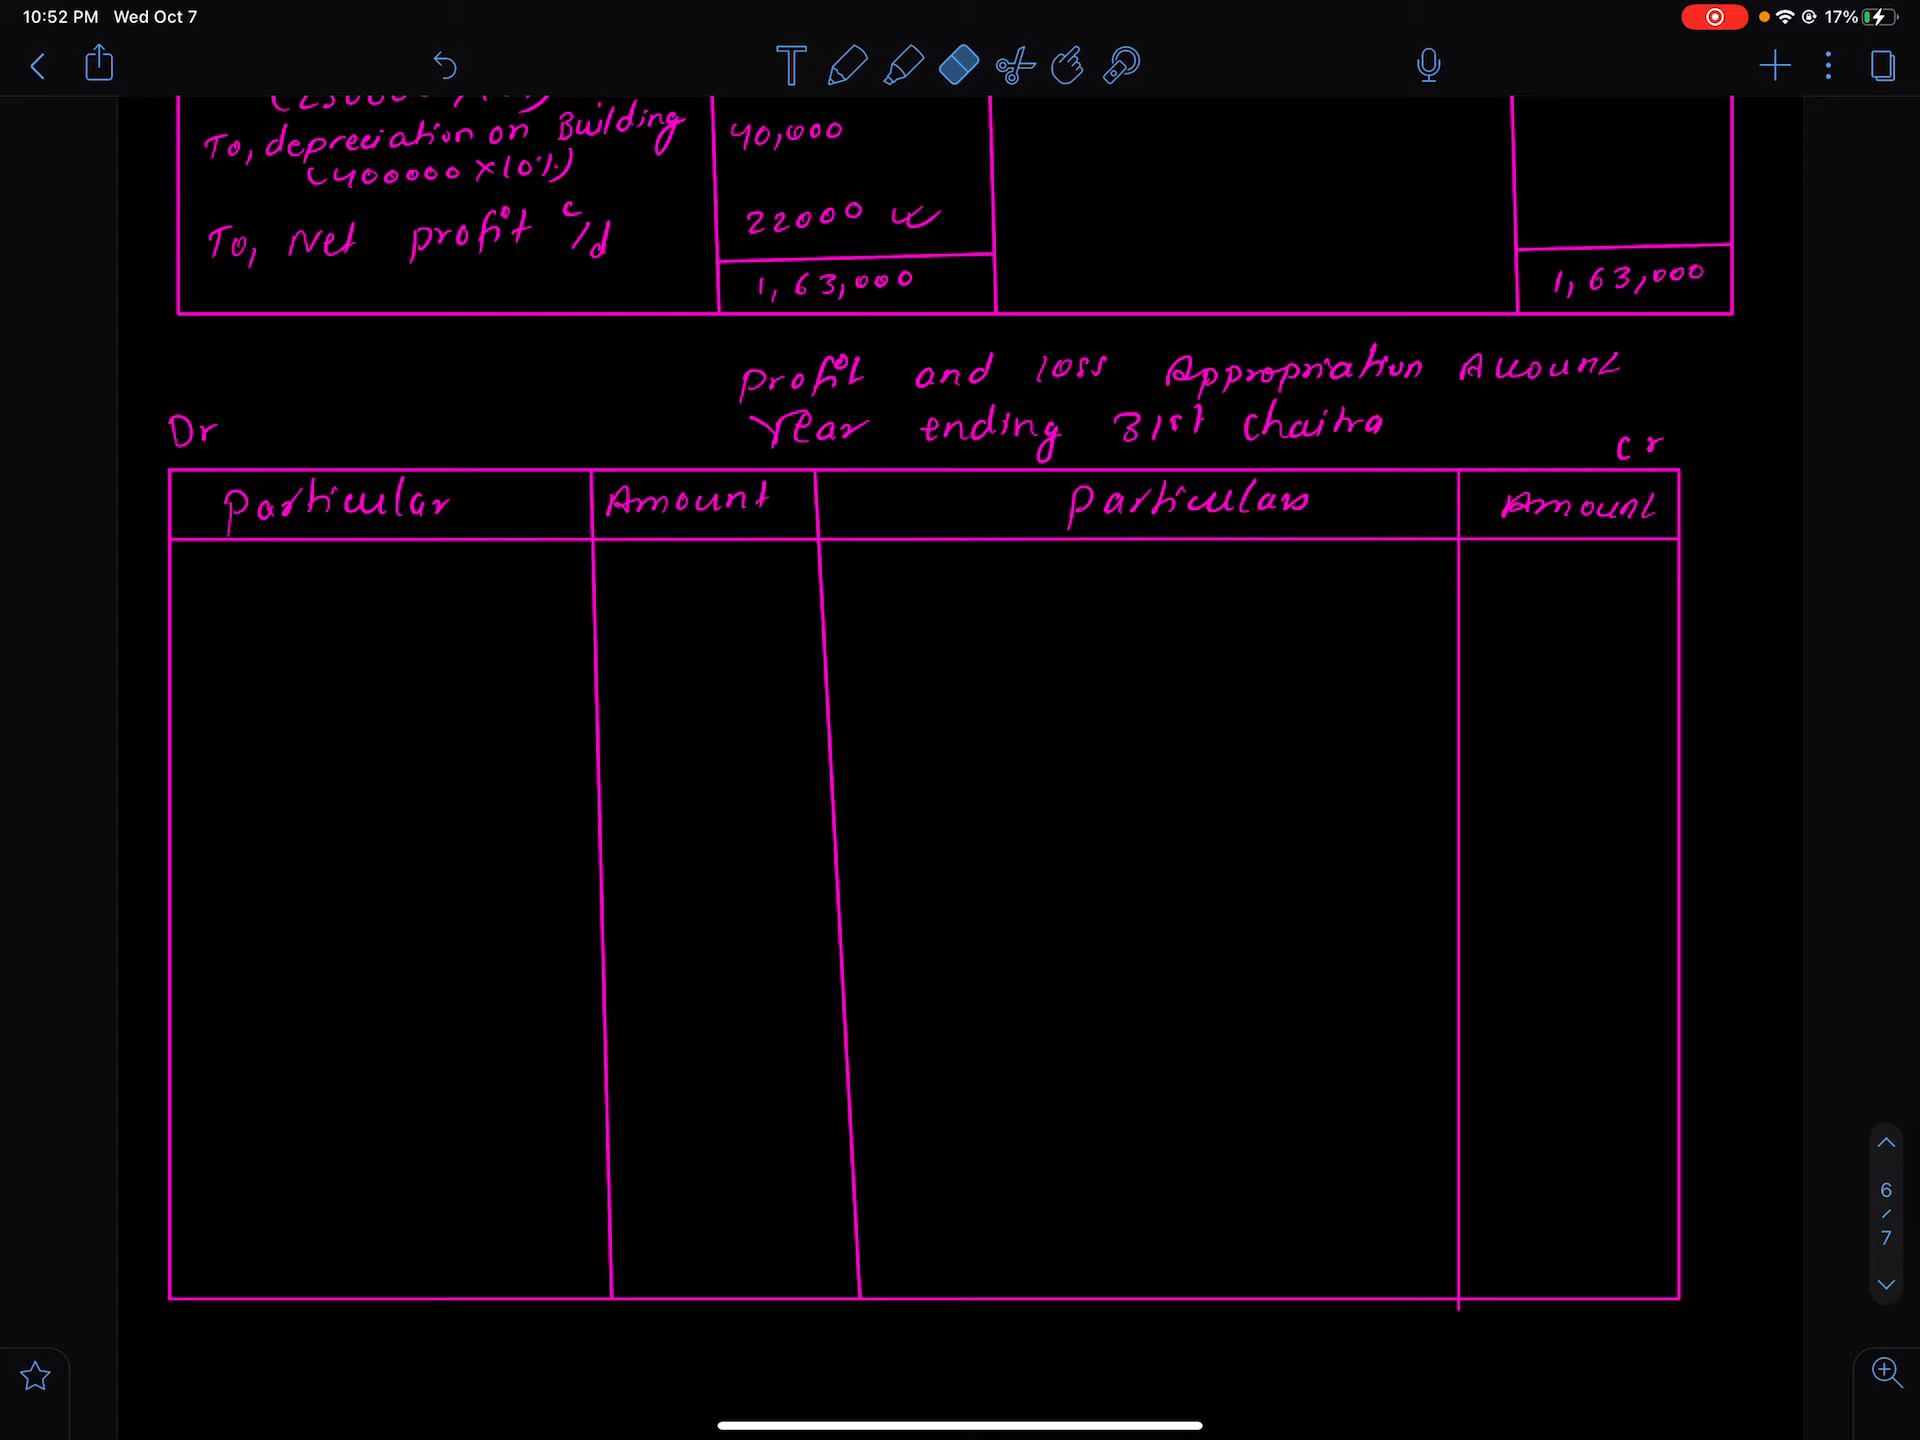 10:52 PM Wed Oct 7
17%
To, depreciation on Building 40,000
(400000 X10%)
To, Net profit c/d 22000
1,63,000 1,63,000
Profit and loss Appropriation Account
Dr Year ending 31st Chaitra Cr
Particular Amount Particulars Amount
6
/
7